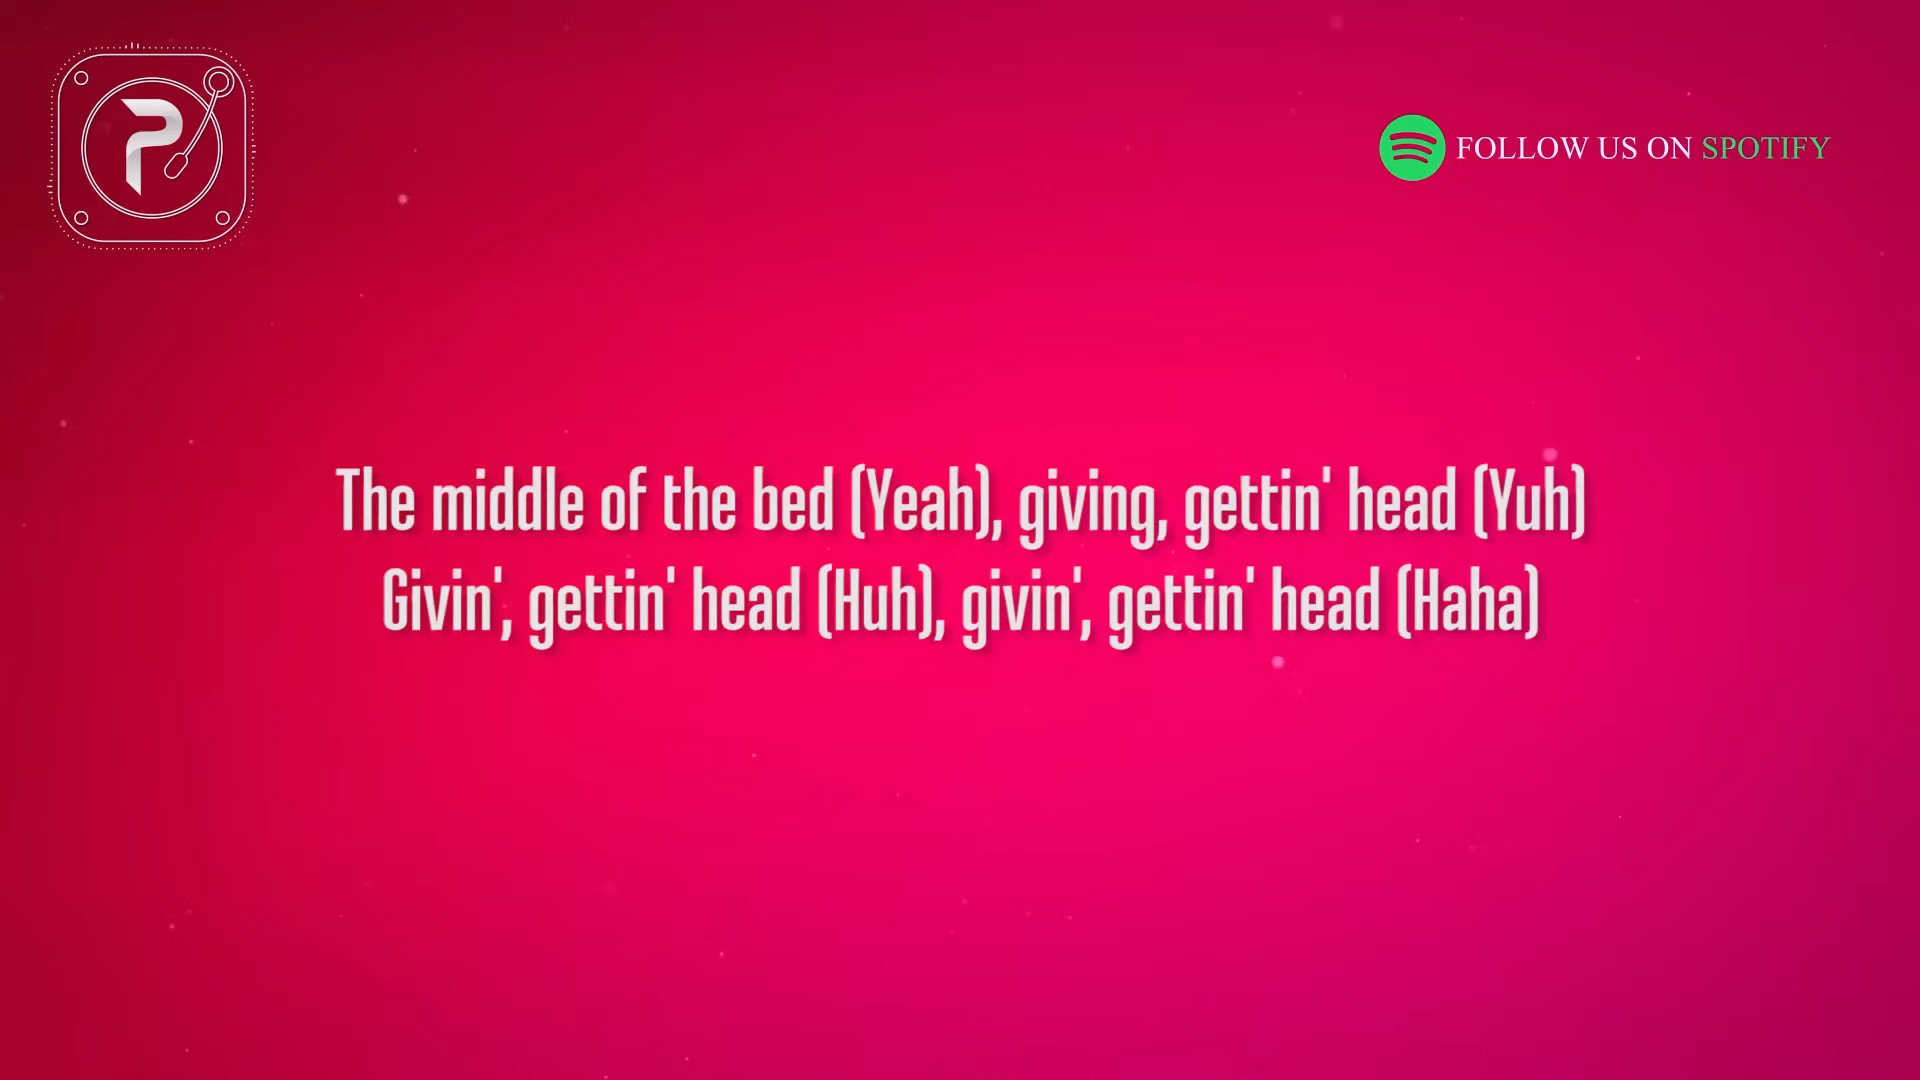 P
FOLLOW US ON SPOTIFY
The middle of the bed (Yeah), giving, gettin' head (Yuh)
Givin', gettin' head (Huh), givin', gettin' head (Haha)